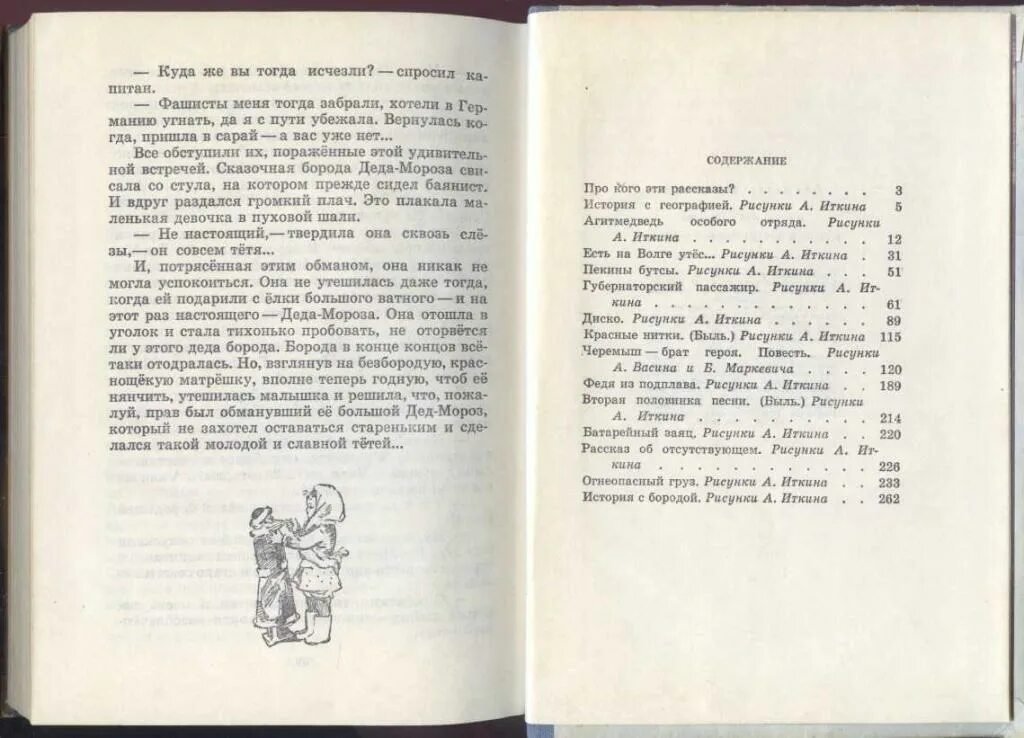 — Куда же вы тогда исчезли? — спросил ка-
питан.
— Фашисты меня тогда забрали, хотели в Гер-
манию угнать, да я с пути убежала. Вернулась ко-
гда, пришла в сарай — а вас уже нет...
Все обступили их, поражённые этой удивитель-
ной встречей. Сказочная борода Деда-Мороза сви-
сала со стула, на котором прежде сидел баянист.
И вдруг раздался громкий плач. Это плакала ма-
ленькая девочка в пуховой шали.
— Не настоящий,— твердила она сквозь слё-
зы,— он совсем тётя...
И, потрясённая этим обманом, она никак не
могла успокоиться. Она не утешилась даже тогда,
когда ей подарили с ёлки большого ватного — и на
этот раз настоящего — Деда-Мороза. Она отошла в
уголок и стала тихонько пробовать, не оторвётся
ли у этого деда борода. Борода в конце концов всё-
таки отодралась. Но, взглянув на безбородую, крас-
нощёкую матрёшку, вполне теперь годную, чтоб её
нянчить, утешилась малышка и решила, что, пожа-
луй, прав был обманувший её большой Дед-Мороз,
который не захотел оставаться стареньким и сде-
лался такой молодой и славной тётей...
СОДЕРЖАНИЕ
Про кого эти рассказы? . . . . . . . . 3
История с географией. Рисунки А. Иткина . 5
Агитмедведь особого отряда. Рисунки
А. Иткина . . . . . . . . . . . 12
Есть на Волге утёс... Рисунки А. Иткина . 31
Пекины бутсы. Рисунки А. Иткина . . . 51
Губернаторский пассажир. Рисунки А. Ит-
кина . . . . . . . . . . . . . 61
Диско. Рисунки А. Иткина . . . . . . 89
Красные нитки. (Быль.) Рисунки А. Иткина 115
Черемыш — брат героя. Повесть. Рисунки
А. Васина и Б. Маркевича . . . . 120
Федя из подплава. Рисунки А. Иткина . . 189
Вторая половинка песни. (Быль.) Рисунки
А. Иткина . . . . . . . . . . . 214
Батарейный заяц. Рисунки А. Иткина . . 220
Рассказ об отсутствующем. Рисунки А. Ит-
кина . . . . . . . . . . . . 226
Огнеопасный груз. Рисунки А. Иткина . . 233
История с бородой. Рисунки А. Иткина . . 262